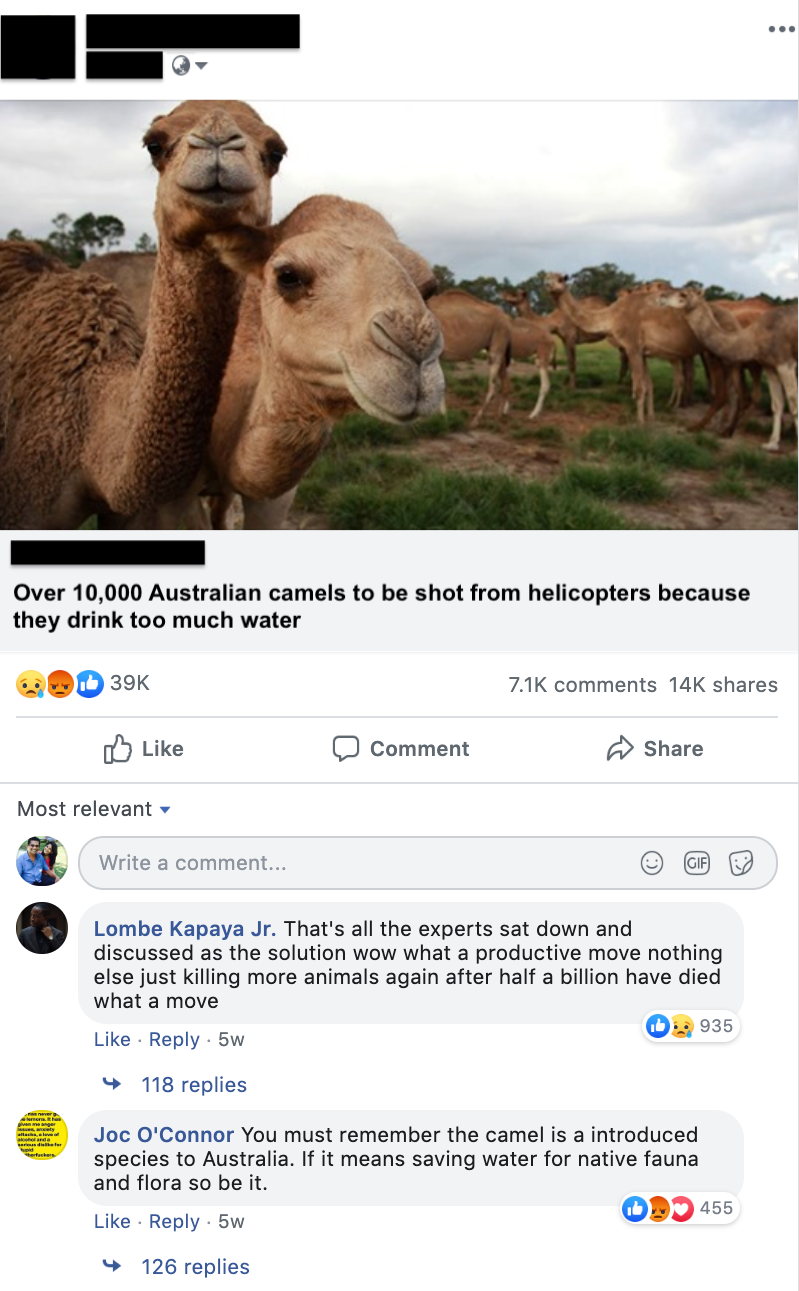 Over 10,000 Australian camels to be shot from helicopters because
they drink too much water
39K
7.1K comments 14K shares
Like
Comment
Share
Most relevant
Write a comment...
GIF
Lombe Kapaya Jr. That's all the experts sat down and
discussed as the solution wow what a productive move nothing
else just killing more animals again after half a billion have died
what a move
935
Like · Reply · 5w
118 replies
Joc O'Connor You must remember the camel is a introduced
species to Australia. If it means saving water for native fauna
and flora so be it.
455
Like · Reply · 5w
126 replies